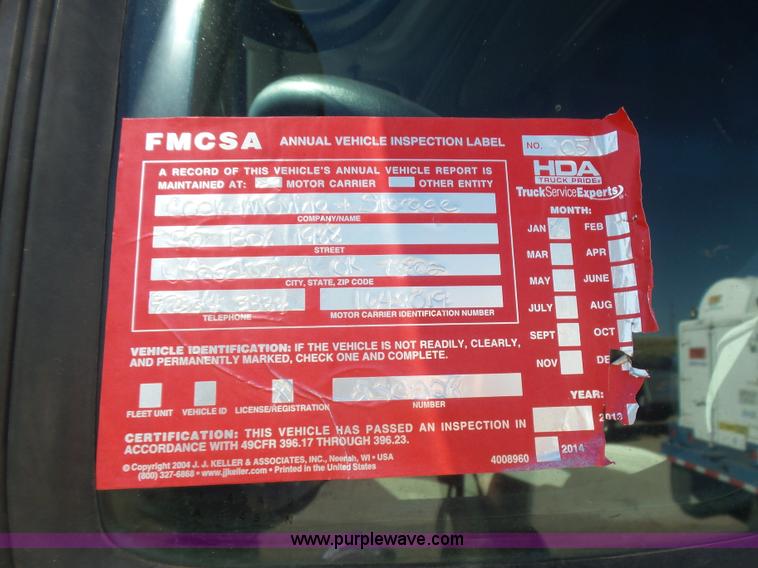 FMCSA ANNUAL VEHICLE INSPECTION LABEL
NO. 05
HDA
TRUCK PRIDE
TruckServiceExperts
A RECORD OF THIS VEHICLE'S ANNUAL VEHICLE REPORT IS
MAINTAINED AT: MOTOR CARRIER OTHER ENTITY
Storage
COMPANY/NAME
Box
STREET
OK
CITY, STATE, ZIP CODE
TELEPHONE
MOTOR CARRIER IDENTIFICATION NUMBER
VEHICLE IDENTIFICATION: IF THE VEHICLE IS NOT READILY, CLEARLY,
AND PERMANENTLY MARKED, CHECK ONE AND COMPLETE.
FLEET UNIT VEHICLE ID LICENSE/REGISTRATION NUMBER
CERTIFICATION: THIS VEHICLE HAS PASSED AN INSPECTION IN
ACCORDANCE WITH 49CFR 396.17 THROUGH 396.23.
© Copyright 2004 J. J. KELLER & ASSOCIATES, INC., Neenah, WI • USA
(800) 327-6868 • www.jjkeller.com • Printed in the United States
4008960
MONTH:
JAN FEB
MAR APR
MAY JUNE
JULY AUG
SEPT OCT
NOV DE
YEAR:
2013
2014
www.purplewave.com